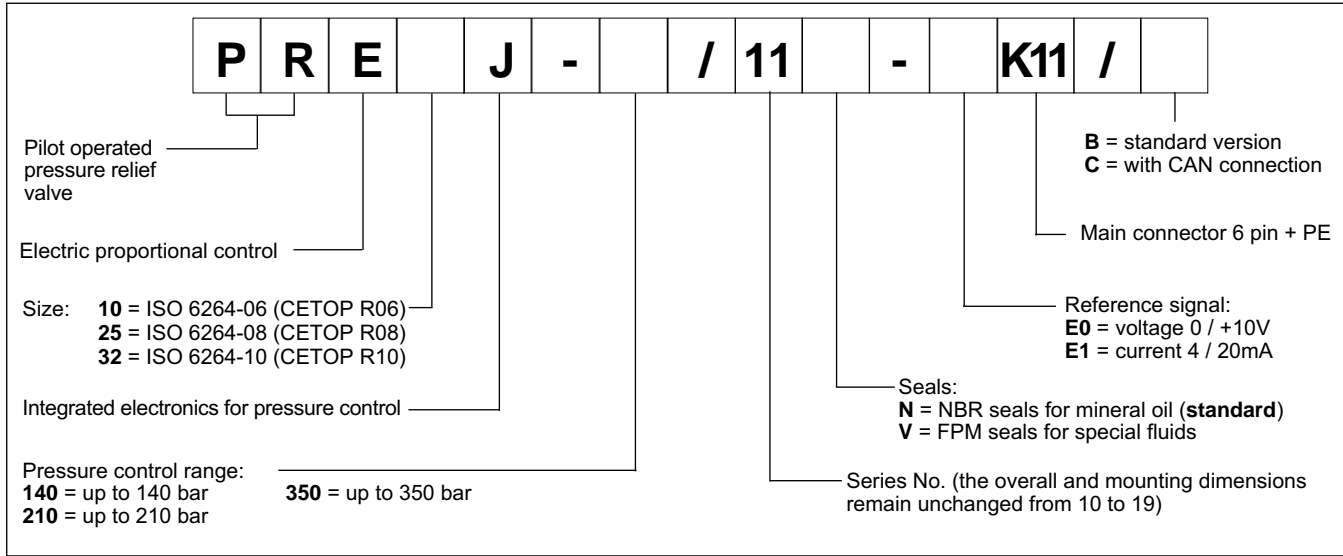 P R E J - / 11 - K11 /
Pilot operated
pressure relief
valve
Electric proportional control
Size: 10 = ISO 6264-06 (CETOP R06)
25 = ISO 6264-08 (CETOP R08)
32 = ISO 6264-10 (CETOP R10)
Integrated electronics for pressure control
Pressure control range:
140 = up to 140 bar 350 = up to 350 bar
210 = up to 210 bar
B = standard version
C = with CAN connection
Main connector 6 pin + PE
Reference signal:
E0 = voltage 0 / +10V
E1 = current 4 / 20mA
Seals:
N = NBR seals for mineral oil (standard)
V = FPM seals for special fluids
Series No. (the overall and mounting dimensions
remain unchanged from 10 to 19)